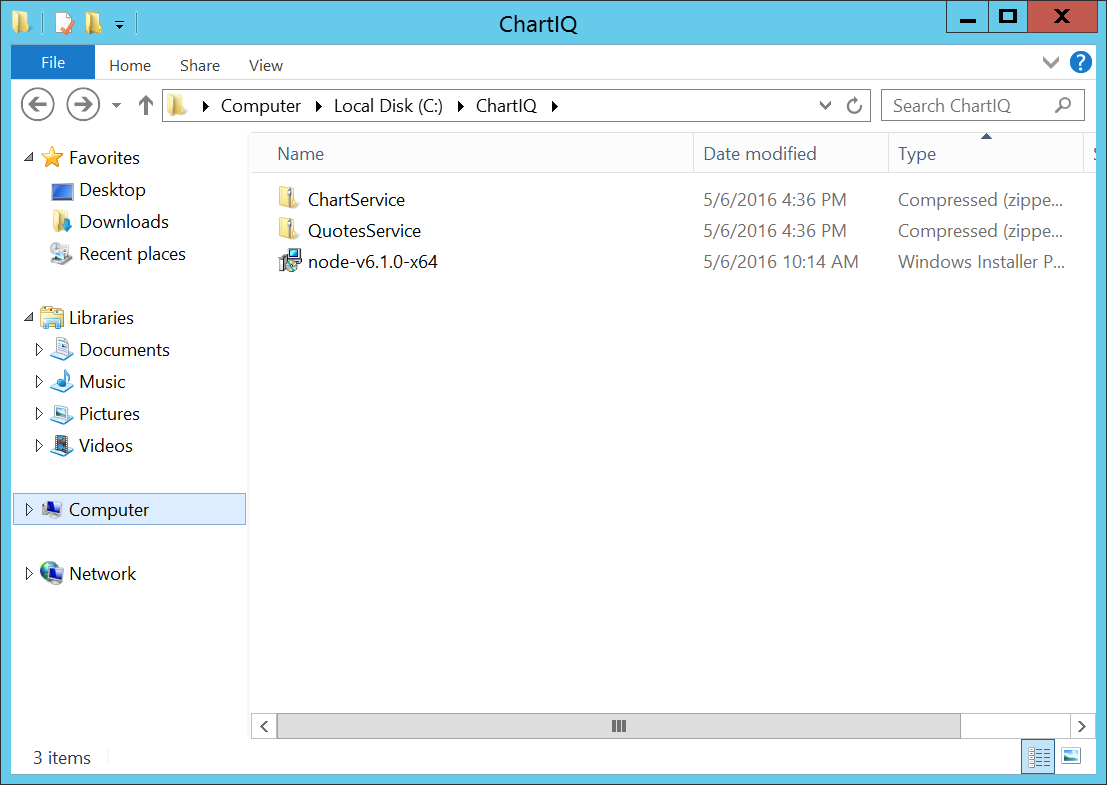 ChartIQ
File Home Share View
Computer Local Disk (C:) ChartIQ Search ChartIQ
Favorites
Desktop
Downloads
Recent places
Libraries
Documents
Music
Pictures
Videos
Computer
Network
Name Date modified Type
ChartService 5/6/2016 4:36 PM Compressed (zippe...
QuotesService 5/6/2016 4:36 PM Compressed (zippe...
node-v6.1.0-x64 5/6/2016 10:14 AM Windows Installer P...
3 items